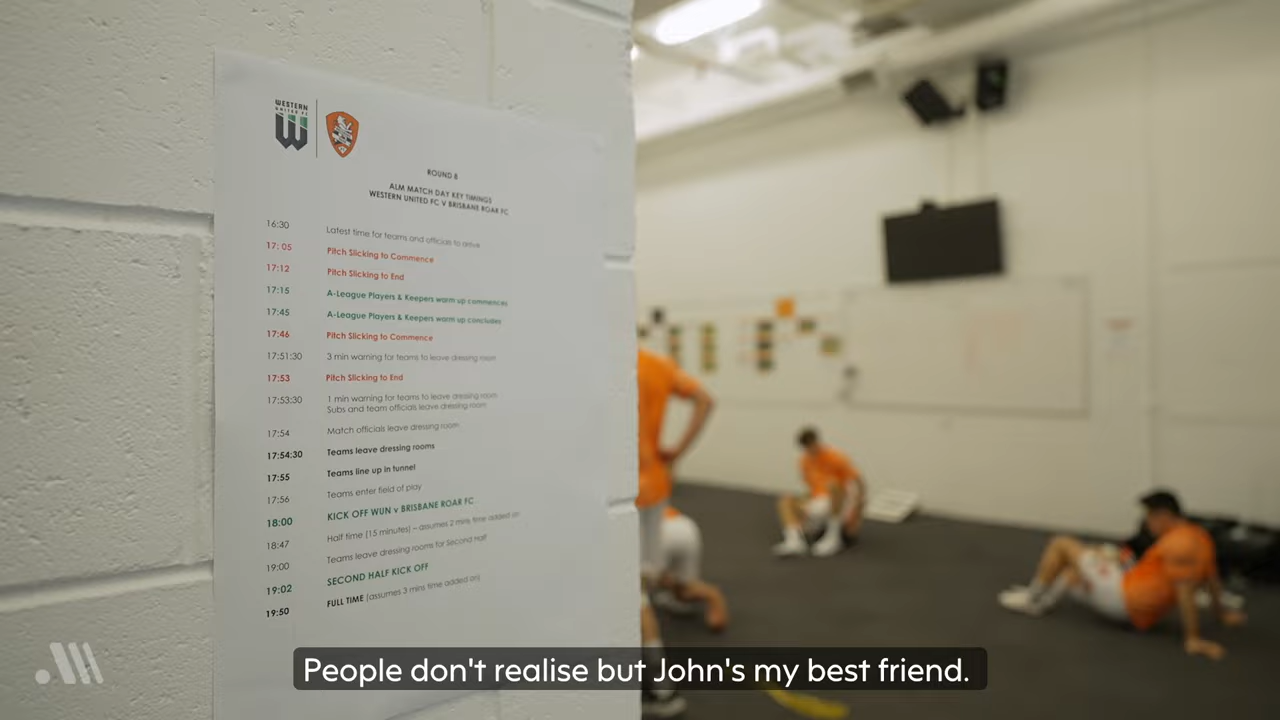 WESTERN
UNITED FC
ROUND 8
ALM MATCH DAY KEY TIMINGS
WESTERN UNITED FC V BRISBANE ROAR FC
16:30 Latest time for teams and officials to arrive
17: 05 Pitch Slicking to Commence
17:12 Pitch Slicking to End
17:15 A-League Players & Keepers warm up commences
17:45 A-League Players & Keepers warm up concludes
17:46 Pitch Slicking to Commence
17:51:30 3 min warning for teams to leave dressing room
17:53 Pitch Slicking to End
17:53:30 1 min warning for teams to leave dressing room
Subs and team officials leave dressing room
17:54 Match officials leave dressing room
17:54:30 Teams leave dressing rooms
17:55 Teams line up in tunnel
17:56 Teams enter field of play
18:00 KICK OFF WUN v BRISBANE ROAR FC
18:47 Half time (15 minutes) – assumes 2 mins time added on
19:00 Teams leave dressing rooms for Second Half
19:02 SECOND HALF KICK OFF
19:50 FULL TIME (assumes 3 mins time added on)
People don't realise but John's my best friend.